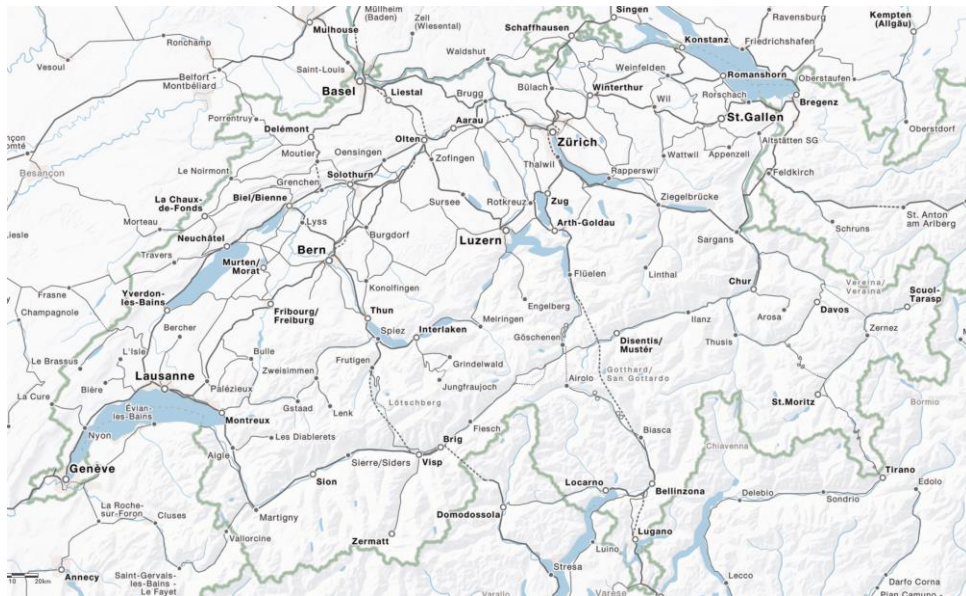 Müllheim
(Baden)
Zell
(Wiesental)
Singen
Ravensburg
Kempten
(Allgäu)
Mulhouse
Schaffhausen
Konstanz
Friedrichshafen
Ronchamp
Vesoul
Waldshut
Saint-Louis
Weinfelden
Romanshorn
Oberstaufen
Belfort -
Montbéliard
Basel
Liestal
Brugg
Bülach
Winterthur
Wil
Rorschach
Bregenz
Porrentruy
Delémont
Aarau
St.Gallen
Oberstdorf
Olten
Zürich
Altstätten SG
Moutier
Oensingen
Zofingen
Thalwil
Wattwil
Appenzell
Besançon
Le Noirmont
Grenchen
Solothurn
Rapperswil
Feldkirch
La Chaux-
de-Fonds
Biel/Bienne
Sursee
Rotkreuz
Zug
Ziegelbrücke
Morteau
Lyss
Burgdorf
Arth-Goldau
St. Anton
am Arlberg
Neuchâtel
Bern
Luzern
Sargans
Schruns
Travers
Murten/
Morat
Konolfingen
Flüelen
Linthal
Chur
Vereina/
Veraina
Frasne
Yverdon-
les-Bains
Fribourg/
Freiburg
Thun
Engelberg
Ilanz
Arosa
Davos
Scuol-
Tarasp
Champagnole
Bercher
Spiez
Interlaken
Meiringen
Göschenen
Disentis/
Mustér
Thusis
Zernez
Le Brassus
L'Isle
Bulle
Frutigen
Grindelwald
Zweisimmen
Bière
Lausanne
Palézieux
Jungfraujoch
Airolo
Gotthard/
San Gottardo
La Cure
Évian-
les-Bains
Gstaad
Lenk
Lötschberg
St.Moritz
Bormio
Nyon
Montreux
Fiesch
Biasca
Les Diablerets
Brig
Chiavenna
Aigle
Sierre/Siders
Visp
Genève
Sion
Locarno
Bellinzona
Tirano
Edolo
La Roche-
sur-Foron
Cluses
Martigny
Domodossola
Delebio
Sondrio
Vallorcine
Zermatt
Lugano
Luino
Annecy
Saint-Gervais-
les-Bains -
Le Fayet
Stresa
Lecco
Darfo Corna
10 20km
Varallo
Varèse